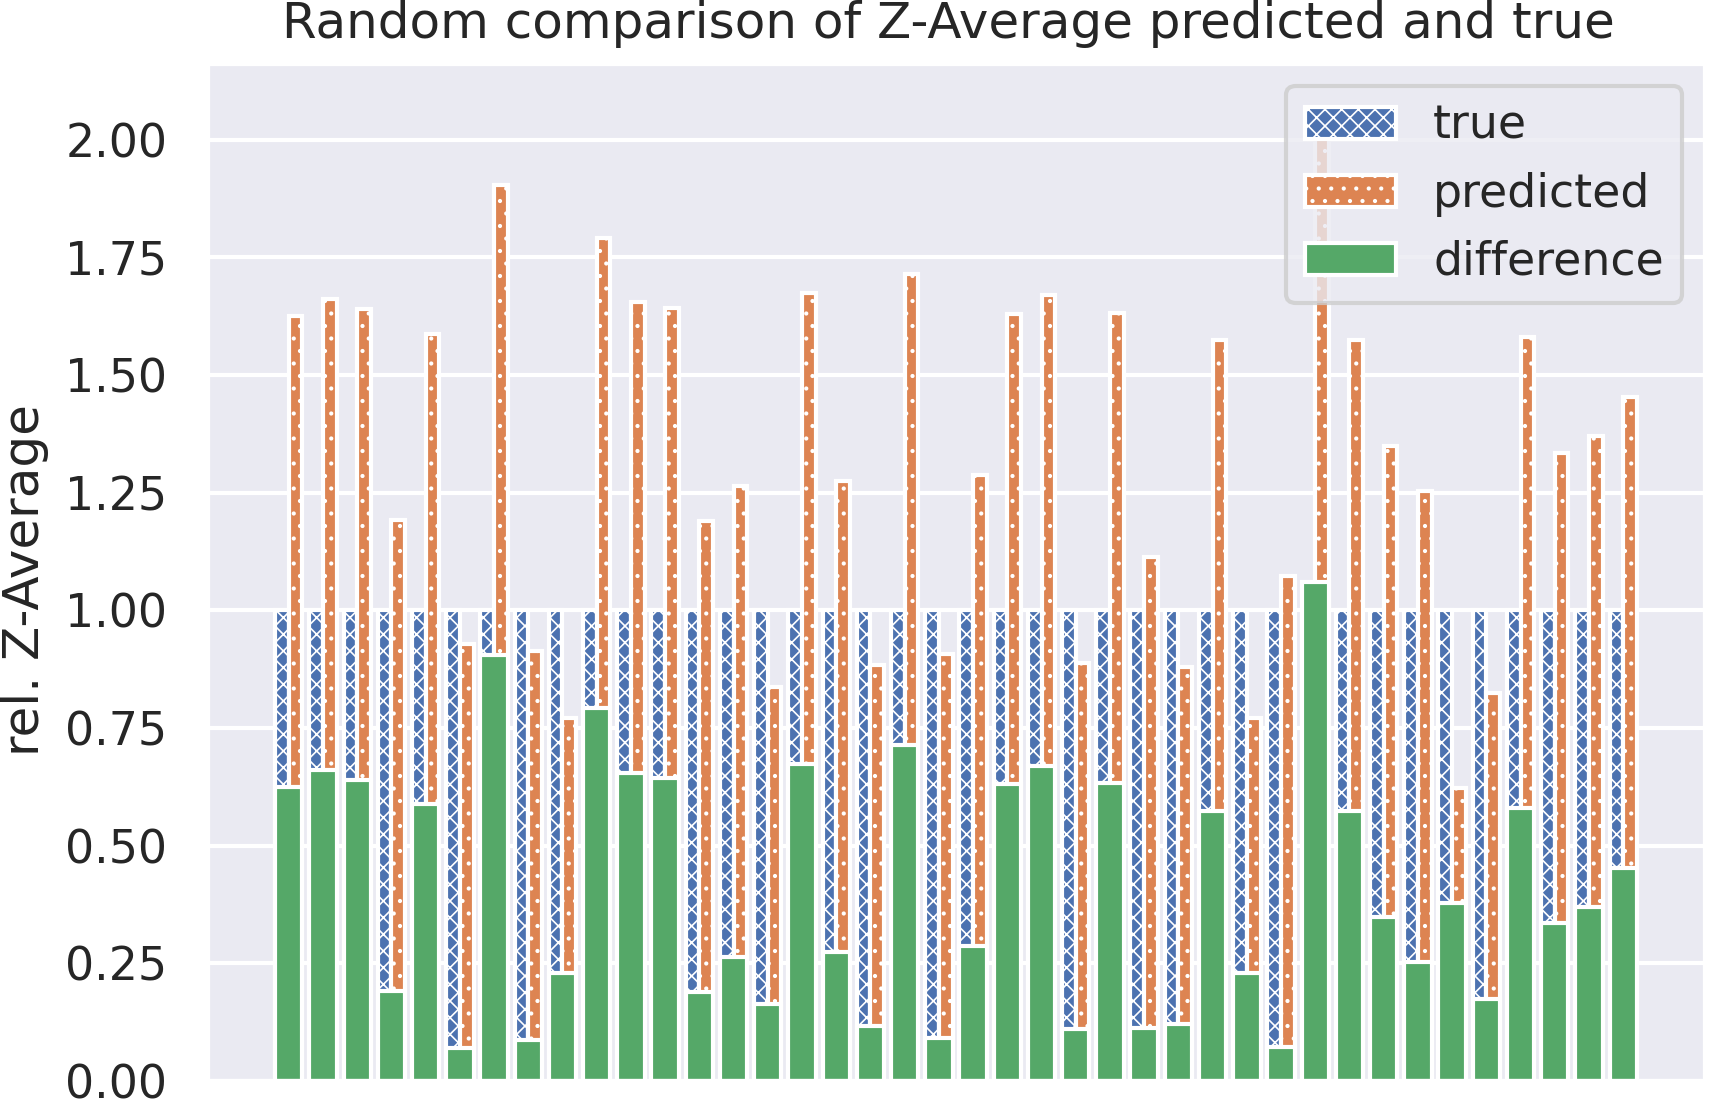 Random comparison of Z-Average predicted and true
rel. Z-Average
2.00
1.75
1.50
1.25
1.00
0.75
0.50
0.25
0.00
true
predicted
difference